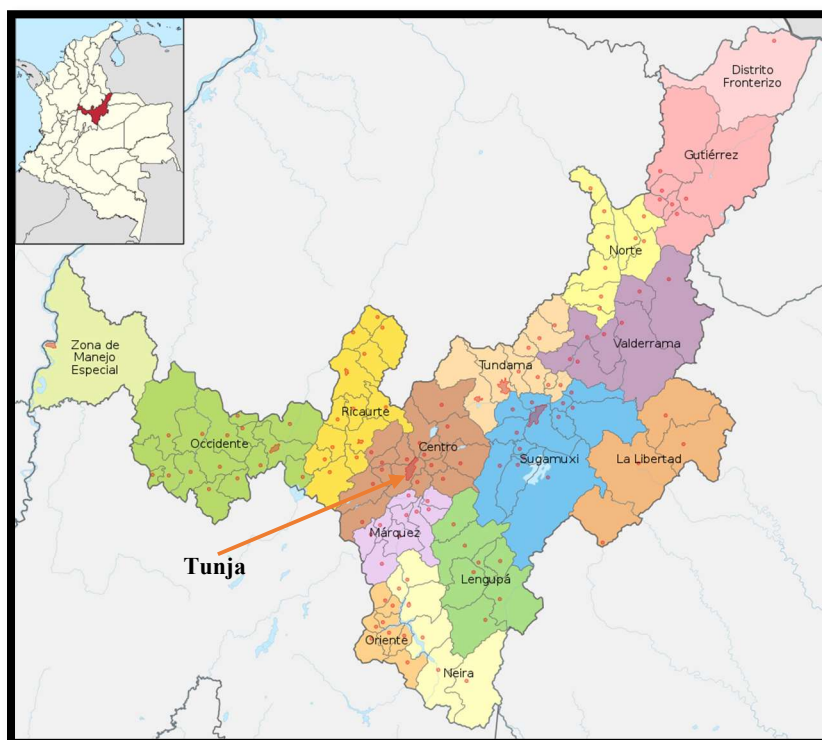 Distrito
Fronterizo
Gutiérrez
Norte
Zona de
Manejo
Especial
Valderrama
Tundama
Ricaurte
Occidente
Centro
Sugamuxi
La Libertad
Márquez
Tunja
Lengupá
Oriente
Neira